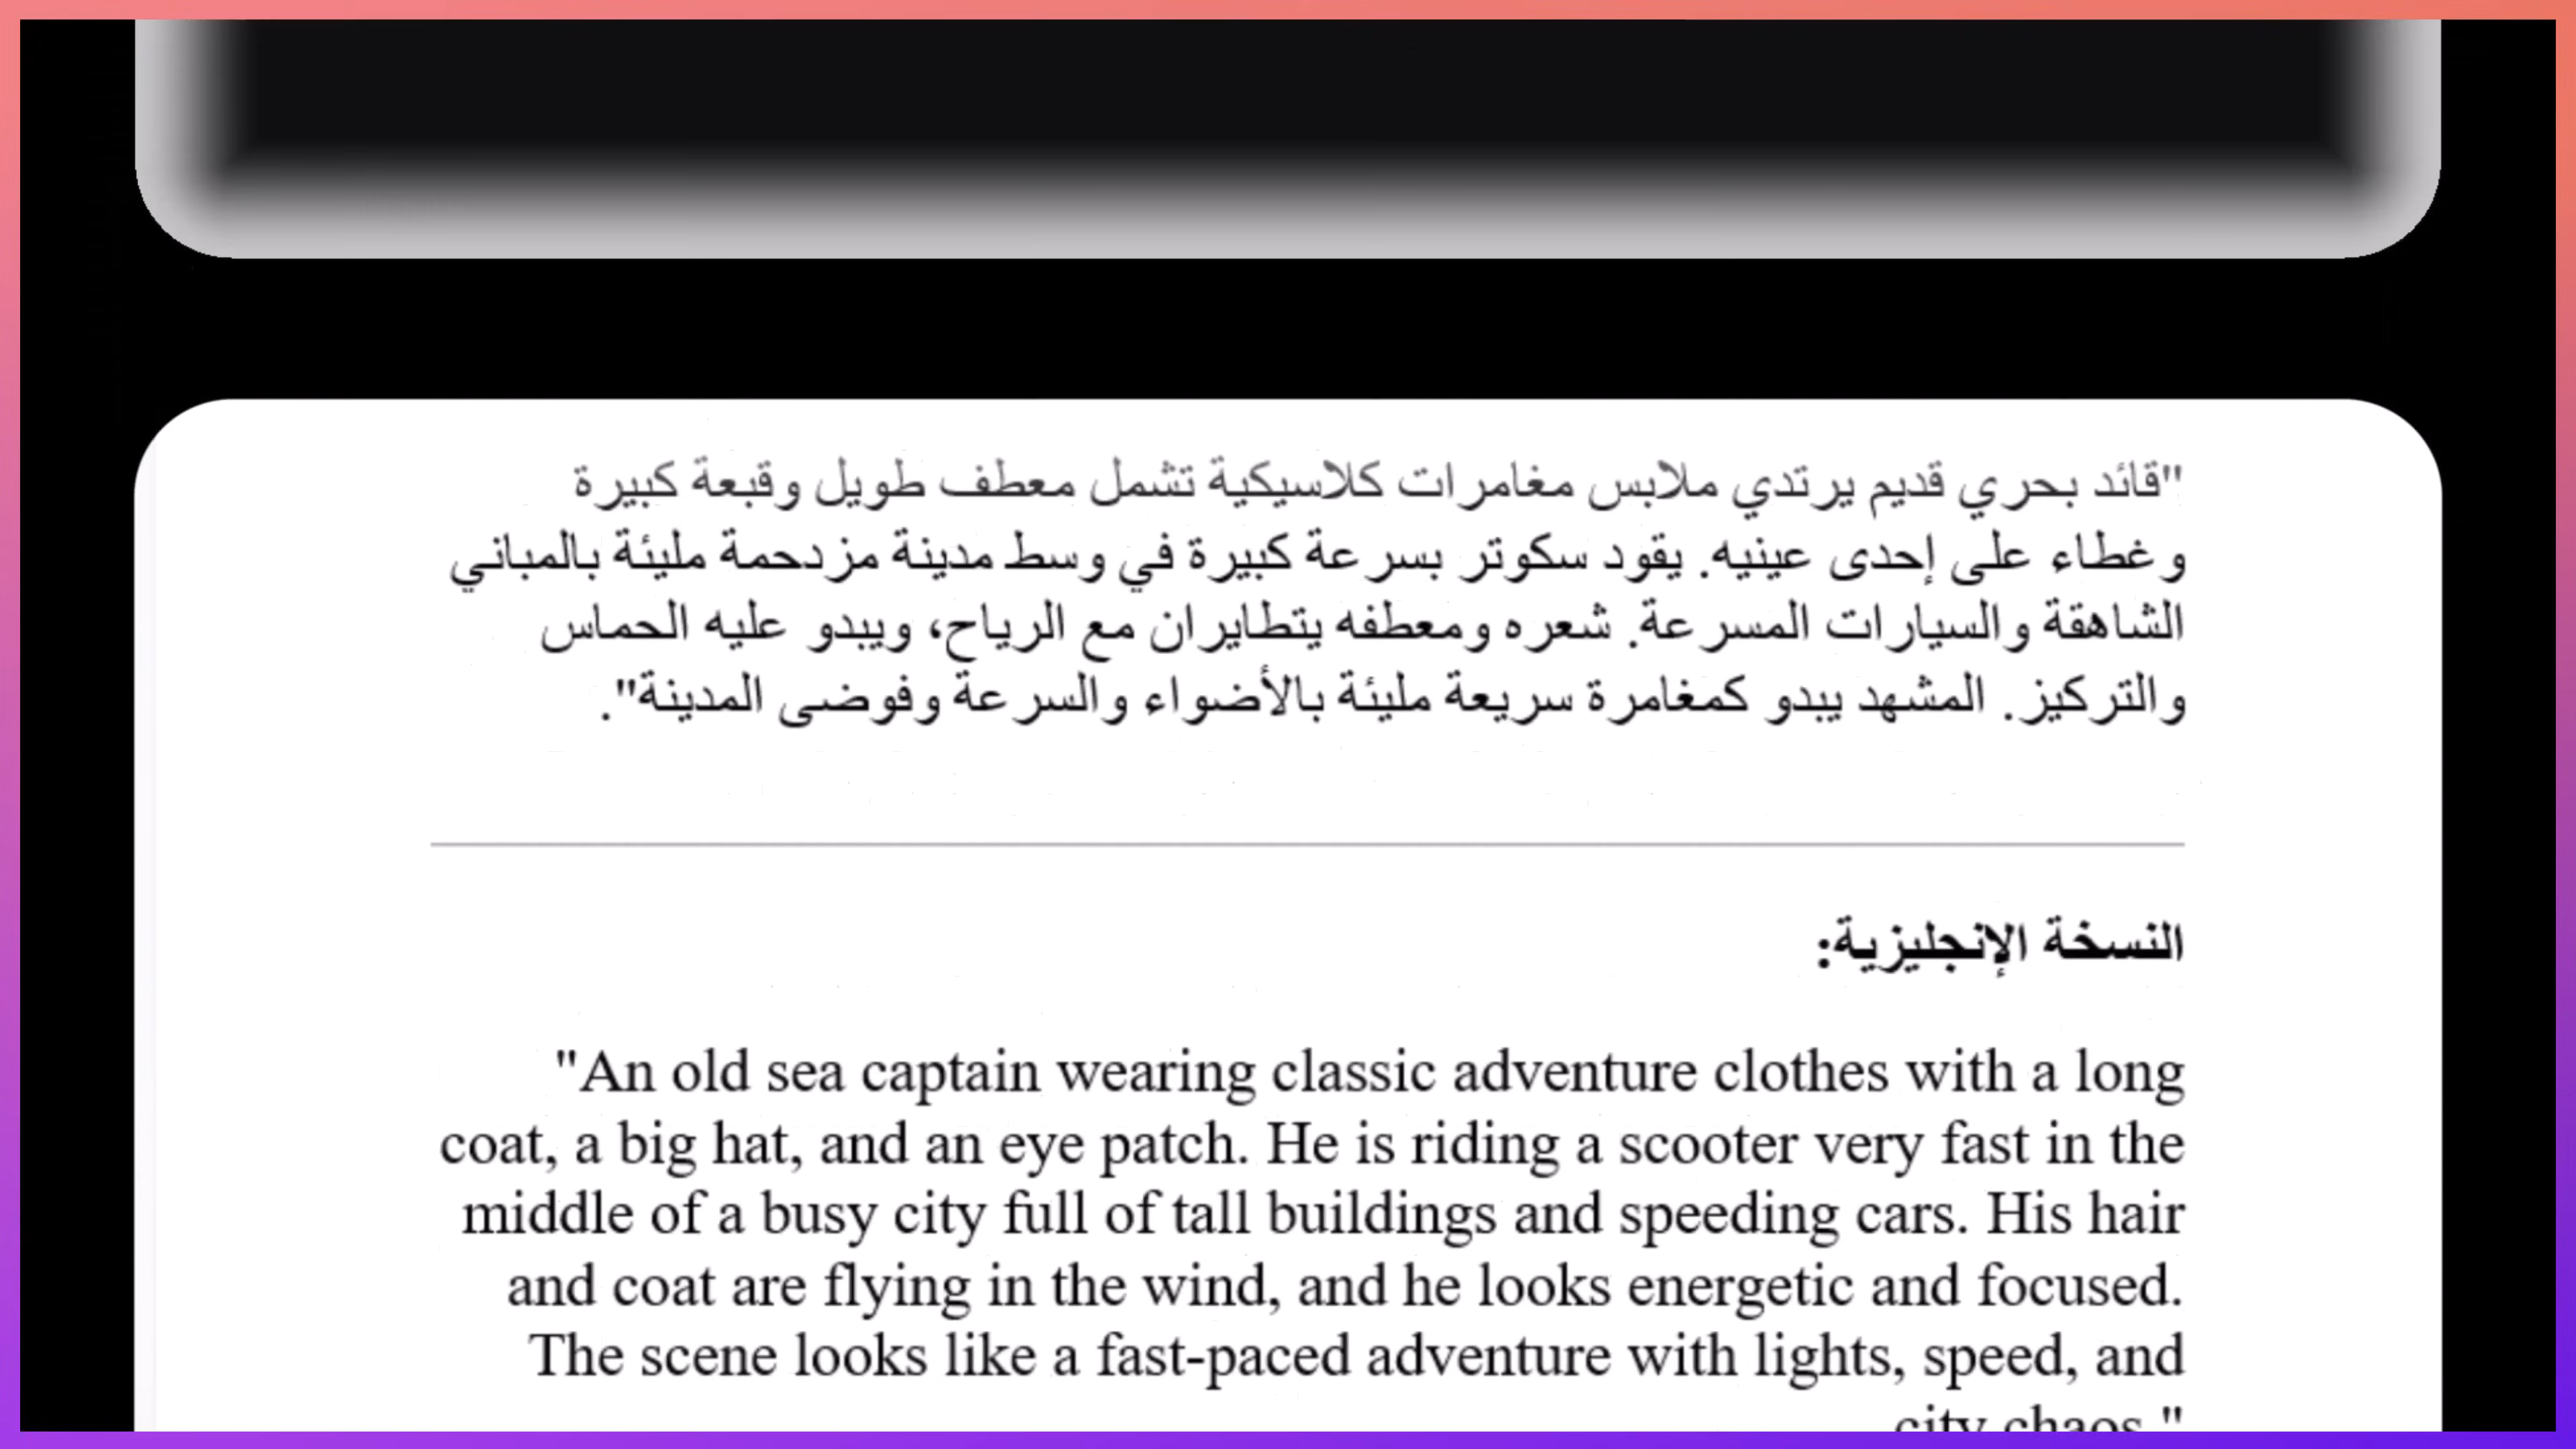 "قائد بحري قديم يرتدي ملابس مغامرات كلاسيكية تشمل معطف طويل وقبعة كبيرة
وغطاء على إحدى عينيه. يقود سكوتر بسرعة كبيرة في وسط مدينة مزدحمة مليئة بالمباني
الشاهقة والسيارات المسرعة. شعره ومعطفه يتطايران مع الرياح، ويبدو عليه الحماس
والتركيز. المشهد يبدو كمغامرة سريعة مليئة بالأضواء والسرعة وفوضى المدينة".
النسخة الإنجليزية:
"An old sea captain wearing classic adventure clothes with a long
coat, a big hat, and an eye patch. He is riding a scooter very fast in the
middle of a busy city full of tall buildings and speeding cars. His hair
and coat are flying in the wind, and he looks energetic and focused.
The scene looks like a fast-paced adventure with lights, speed, and
city chaos."